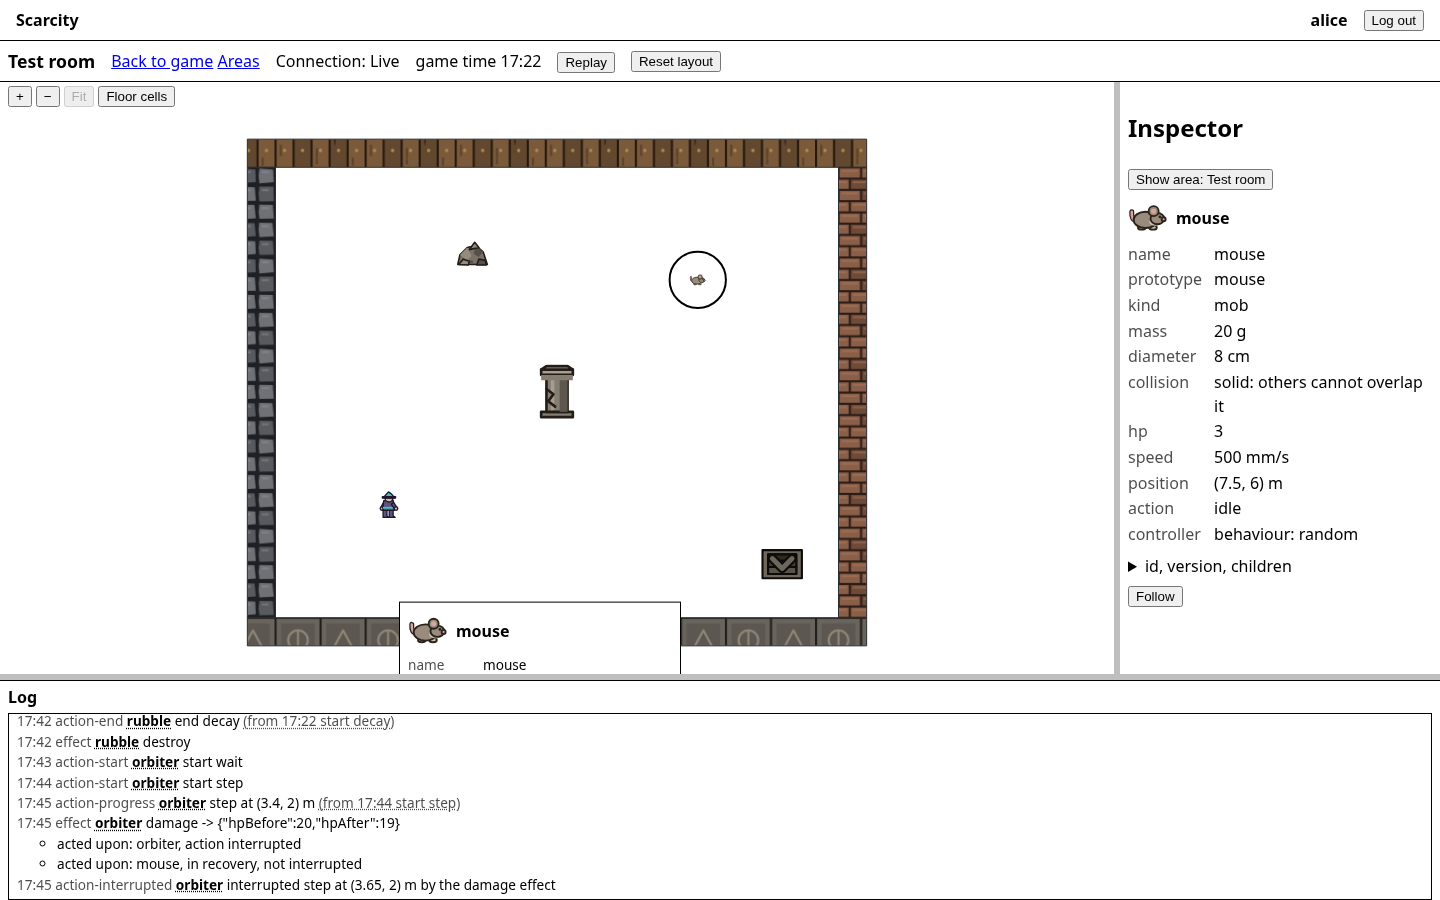 Scarcity
alice
Log out
Test room
Back to game Areas
Connection: Live
game time 17:22
Replay
Reset layout
+
−
Fit
Floor cells
Inspector
Show area: Test room
mouse
name mouse
prototype mouse
kind mob
mass 20 g
diameter 8 cm
collision solid: others cannot overlap
it
hp 3
speed 500 mm/s
position (7.5, 6) m
action idle
controller behaviour: random
id, version, children
Follow
mouse
name mouse
Log
17:42 action-end rubble end decay (from 17:22 start decay)
17:42 effect rubble destroy
17:43 action-start orbiter start wait
17:44 action-start orbiter start step
17:45 action-progress orbiter step at (3.4, 2) m (from 17:44 start step)
17:45 effect orbiter damage -> {"hpBefore":20,"hpAfter":19}
acted upon: orbiter, action interrupted
acted upon: mouse, in recovery, not interrupted
17:45 action-interrupted orbiter interrupted step at (3.65, 2) m by the damage effect